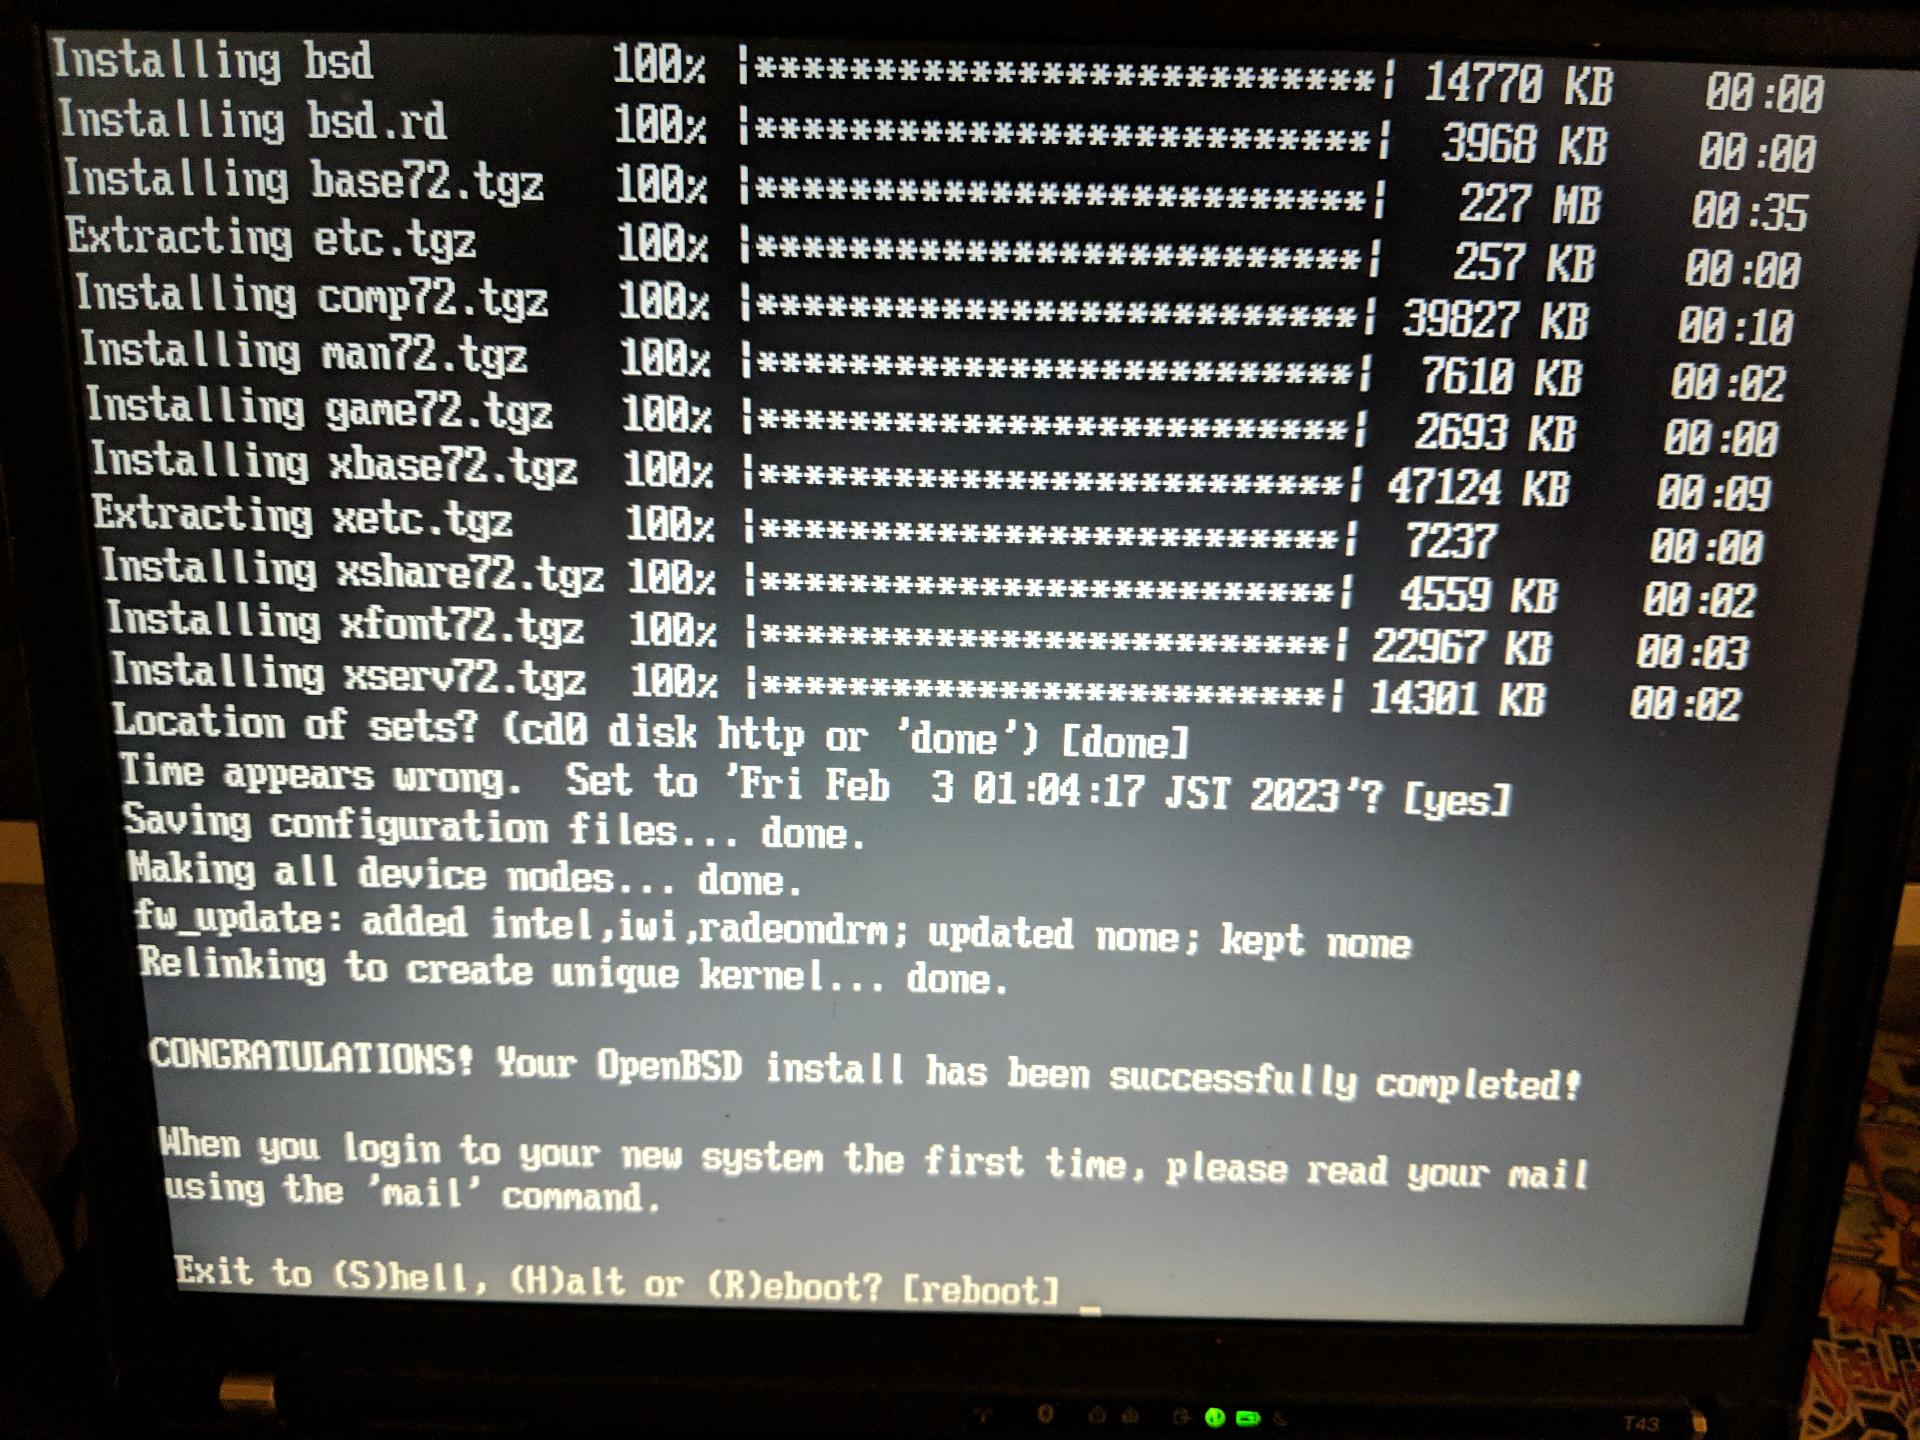 Installing bsd 100% |**************************| 14770 KB 00:00
Installing bsd.rd 100% |**************************| 3968 KB 00:00
Installing base72.tgz 100% |**************************| 227 MB 00:35
Extracting etc.tgz 100% |**************************| 257 KB 00:00
Installing comp72.tgz 100% |**************************| 39827 KB 00:10
Installing man72.tgz 100% |**************************| 7610 KB 00:02
Installing game72.tgz 100% |**************************| 2693 KB 00:00
Installing xbase72.tgz 100% |**************************| 47124 KB 00:09
Extracting xetc.tgz 100% |**************************| 7237 00:00
Installing xshare72.tgz 100% |**************************| 4559 KB 00:02
Installing xfont72.tgz 100% |**************************| 22967 KB 00:03
Installing xserv72.tgz 100% |**************************| 14301 KB 00:02
Location of sets? (cd0 disk http or 'done') [done]
Time appears wrong.  Set to 'Fri Feb  3 01:04:17 JST 2023'? [yes]
Saving configuration files... done.
Making all device nodes... done.
fw_update: added intel,iwi,radeondrm; updated none; kept none
Relinking to create unique kernel... done.
CONGRATULATIONS! Your OpenBSD install has been successfully completed!
When you login to your new system the first time, please read your mail
using the 'mail' command.
Exit to (S)hell, (H)alt or (R)eboot? [reboot] _
T43